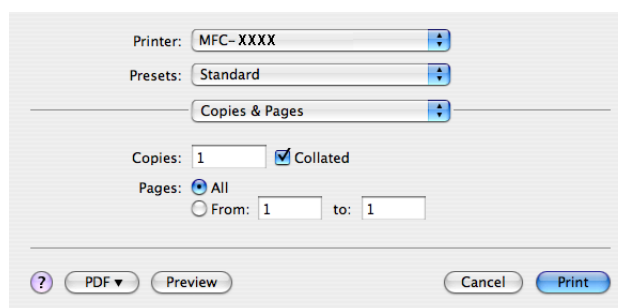 Printer: MFC-XXXX
Presets: Standard
Copies & Pages
Copies: 1 Collated
Pages: All
From: 1 to: 1
? PDF▼ Preview Cancel Print